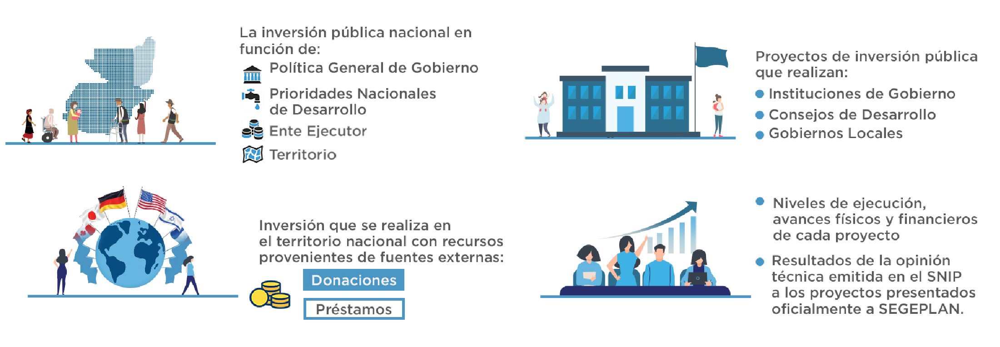 La inversión pública nacional en
función de:
Política General de Gobierno
Prioridades Nacionales
de Desarrollo
Ente Ejecutor
Territorio
Proyectos de inversión pública
que realizan:
Instituciones de Gobierno
Consejos de Desarrollo
Gobiernos Locales
Inversión que se realiza en
el territorio nacional con recursos
provenientes de fuentes externas:
Donaciones
Préstamos
Niveles de ejecución,
avances físicos y financieros
de cada proyecto
Resultados de la opinión
técnica emitida en el SNIP
a los proyectos presentados
oficialmente a SEGEPLAN.